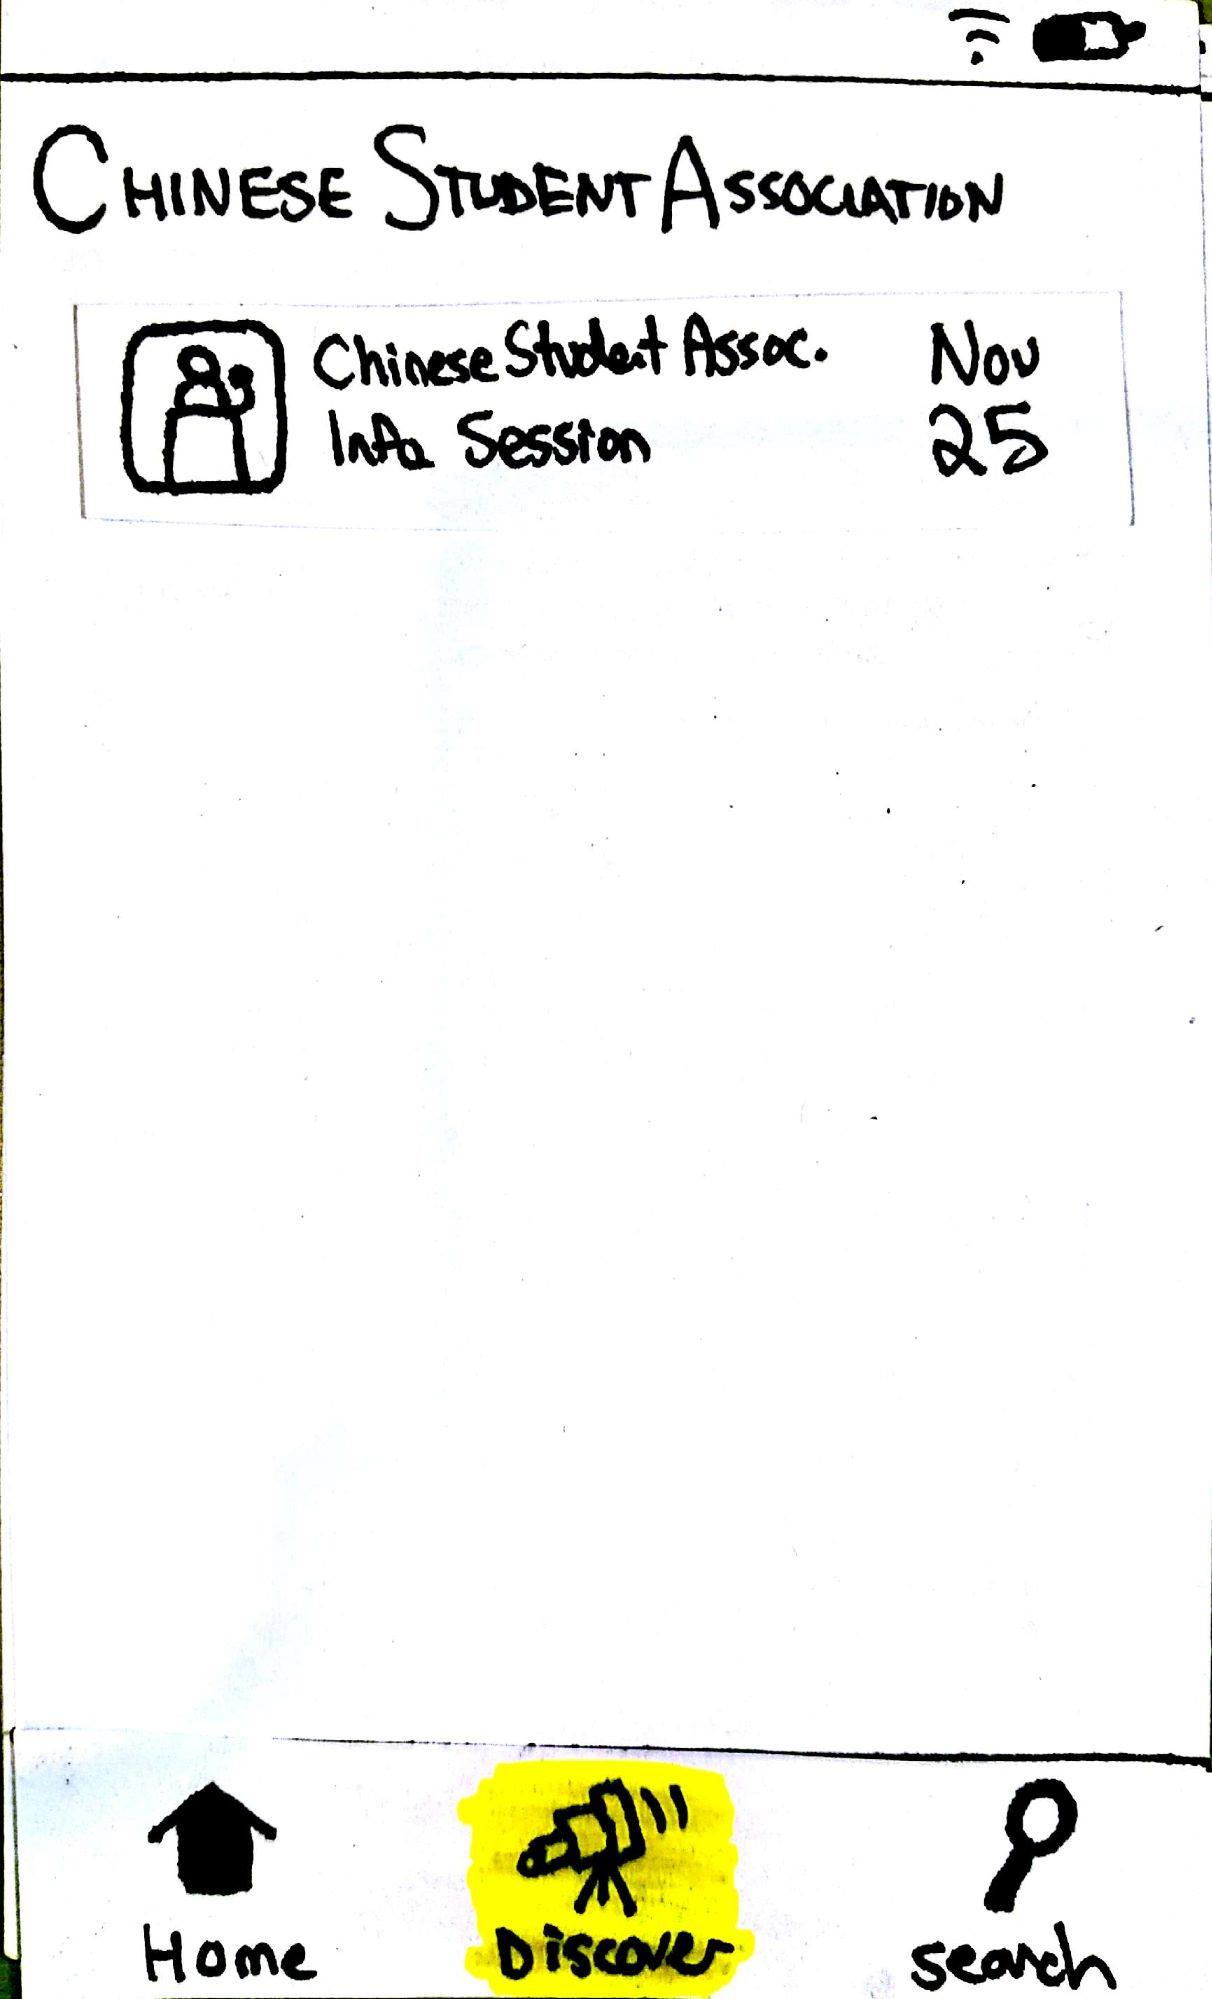 CHINESE STUDENT ASSOCIATION
Chinese Student Assoc.
Info Session
Nov
25
Home
Discover
search